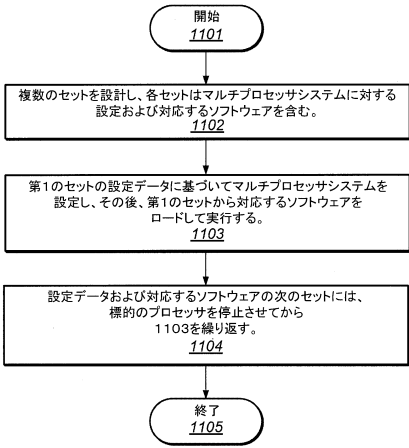 開始
1101
複数のセットを設計し、各セットはマルチプロセッサシステムに対する
設定および対応するソフトウェアを含む。
1102
第1のセットの設定データに基づいてマルチプロセッサシステムを
設定し、その後、第1のセットから対応するソフトウェアを
ロードして実行する。
1103
設定データおよび対応するソフトウェアの次のセットには、
標的のプロセッサを停止させてから
1103を繰り返す。
1104
終了
1105